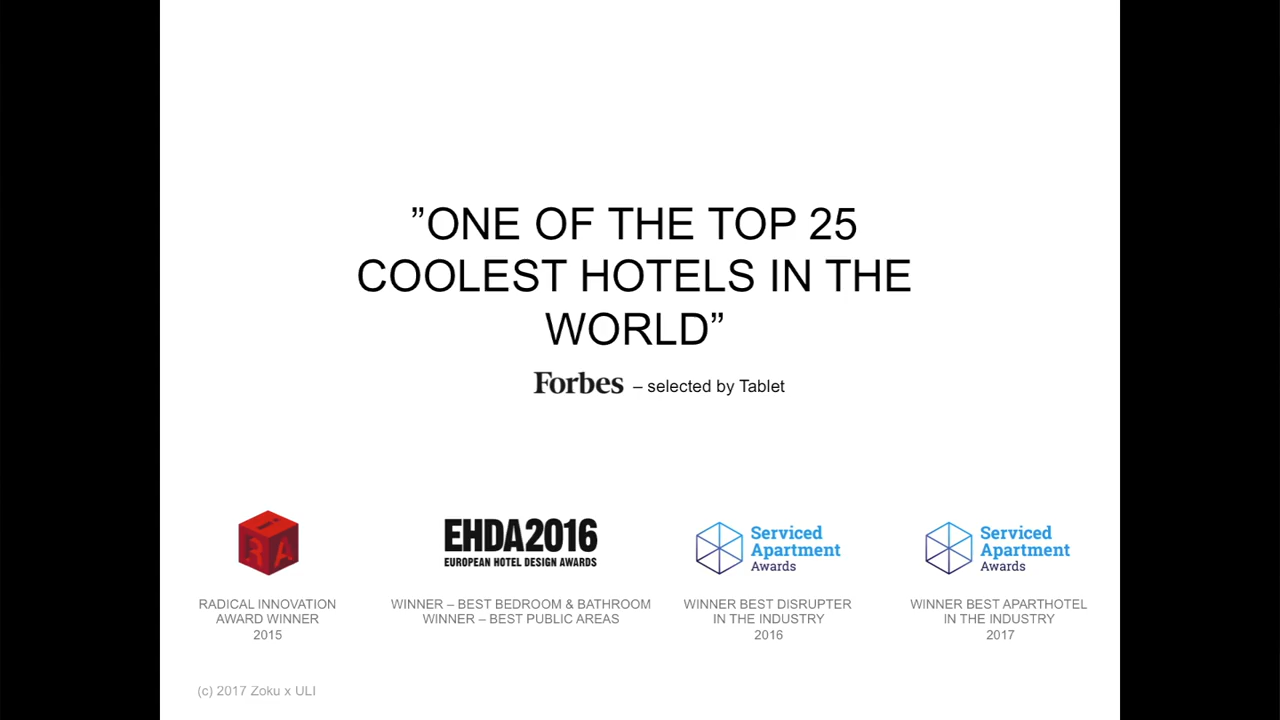 ”ONE OF THE TOP 25
COOLEST HOTELS IN THE
WORLD”
Forbes – selected by Tablet
EHDA2016
EUROPEAN HOTEL DESIGN AWARDS
Serviced
Apartment
Awards
Serviced
Apartment
Awards
RADICAL INNOVATION
AWARD WINNER
2015
WINNER – BEST BEDROOM & BATHROOM
WINNER – BEST PUBLIC AREAS
WINNER BEST DISRUPTER
IN THE INDUSTRY
2016
WINNER BEST APARTHOTEL
IN THE INDUSTRY
2017
(c) 2017 Zoku x ULI